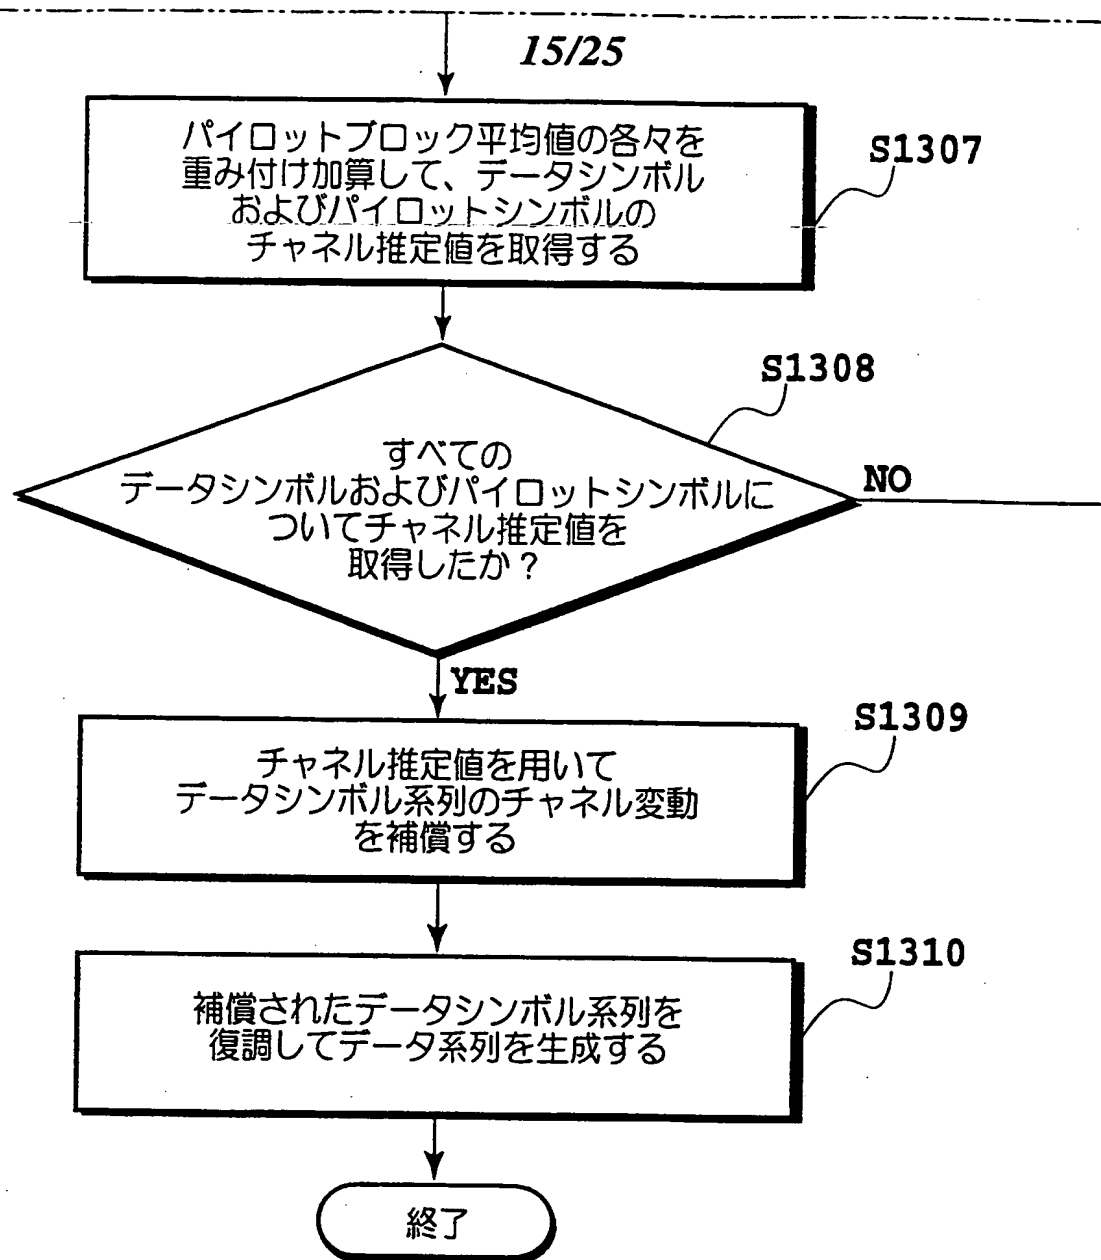 15/25
パイロットブロック平均値の各々を
重み付け加算して、データシンボル
およびパイロットシンボルの
チャネル推定値を取得する
S1307
S1308
すべての
データシンボルおよびパイロットシンボルに
ついてチャネル推定値を
取得したか？
NO
YES
S1309
チャネル推定値を用いて
データシンボル系列のチャネル変動
を補償する
S1310
補償されたデータシンボル系列を
復調してデータ系列を生成する
終了